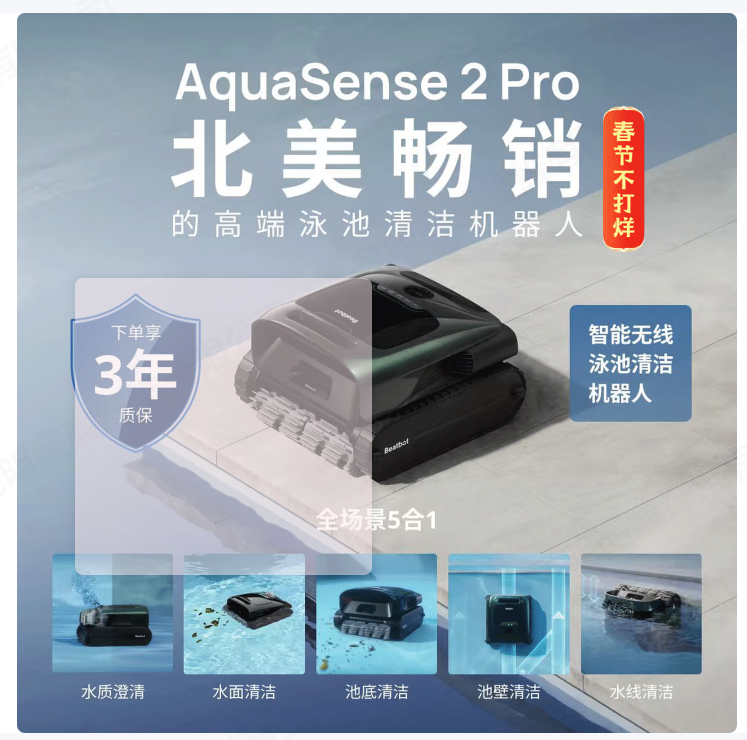 AquaSense 2 Pro
北美畅销
的高端泳池清洁机器人
春节不打烊
下单享
3年
质保
智能无线
泳池清洁
机器人
Beatbot
Beatbot
全场景5合1
水质澄清
水面清洁
池底清洁
池壁清洁
水线清洁